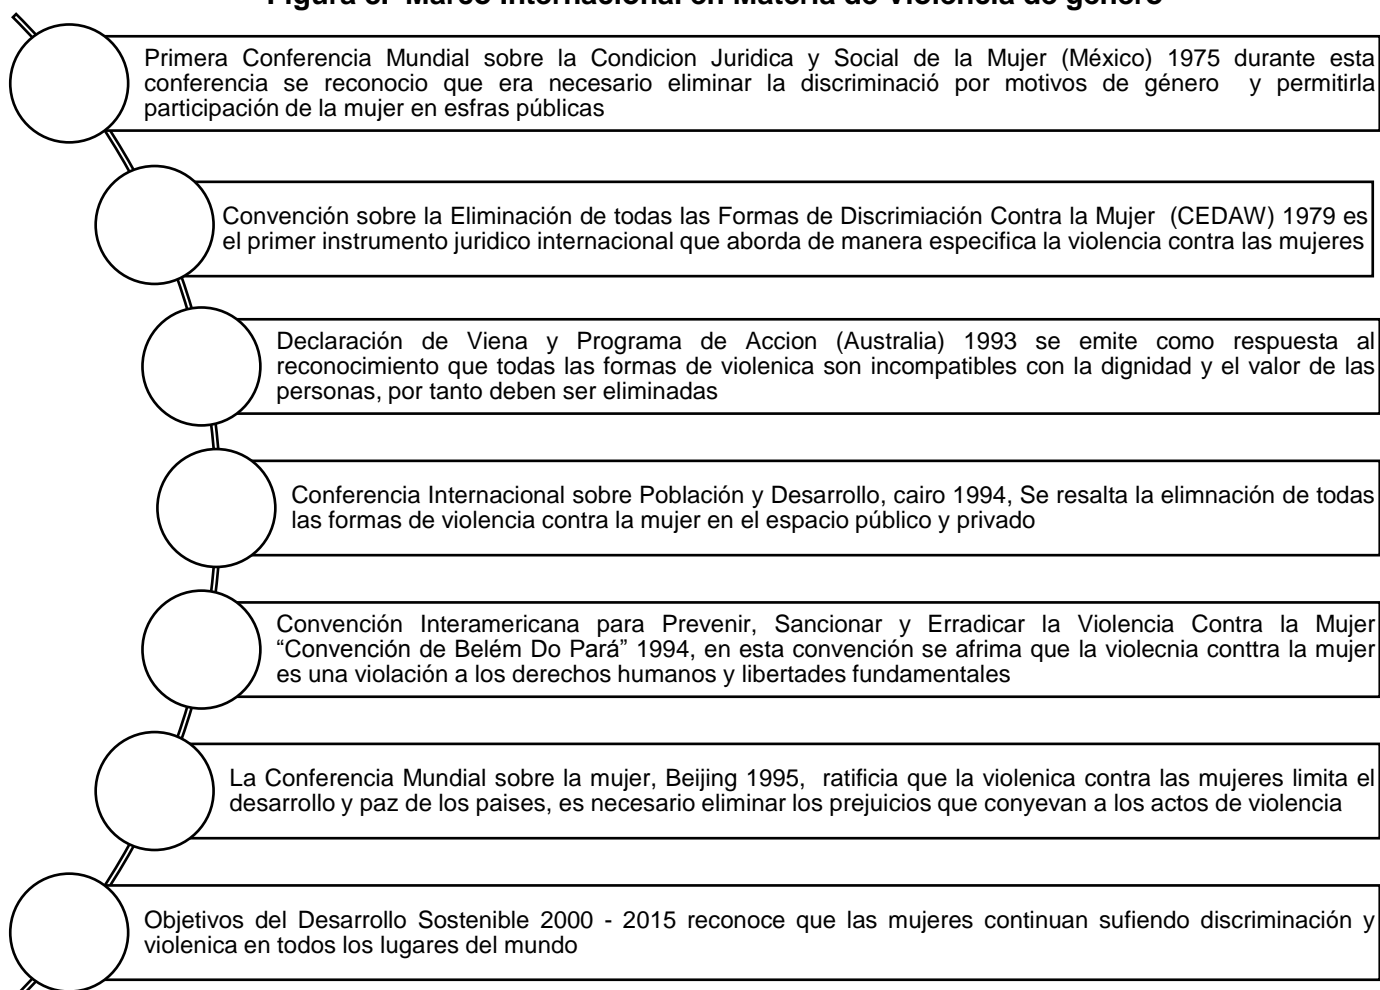 Marco Internacional en Materia de Violencia de género
Primera Conferencia Mundial sobre la Condicion Juridica y Social de la Mujer (México) 1975 durante esta
conferencia se reconocio que era necesario eliminar la discriminació por motivos de género y permitirla
participación de la mujer en esfras públicas
Convención sobre la Eliminación de todas las Formas de Discrimiación Contra la Mujer (CEDAW) 1979 es
el primer instrumento juridico internacional que aborda de manera especifica la violencia contra las mujeres
Declaración de Viena y Programa de Accion (Australia) 1993 se emite como respuesta al
reconocimiento que todas las formas de violenica son incompatibles con la dignidad y el valor de las
personas, por tanto deben ser eliminadas
Conferencia Internacional sobre Población y Desarrollo, cairo 1994, Se resalta la elimnación de todas
las formas de violencia contra la mujer en el espacio público y privado
Convención Interamericana para Prevenir, Sancionar y Erradicar la Violencia Contra la Mujer
“Convención de Belém Do Pará” 1994, en esta convención se afrima que la violecnia conttra la mujer
es una violación a los derechos humanos y libertades fundamentales
La Conferencia Mundial sobre la mujer, Beijing 1995, ratificia que la violenica contra las mujeres limita el
desarrollo y paz de los paises, es necesario eliminar los prejuicios que conyevan a los actos de violencia
Objetivos del Desarrollo Sostenible 2000 - 2015 reconoce que las mujeres continuan sufiendo discriminación y
violenica en todos los lugares del mundo